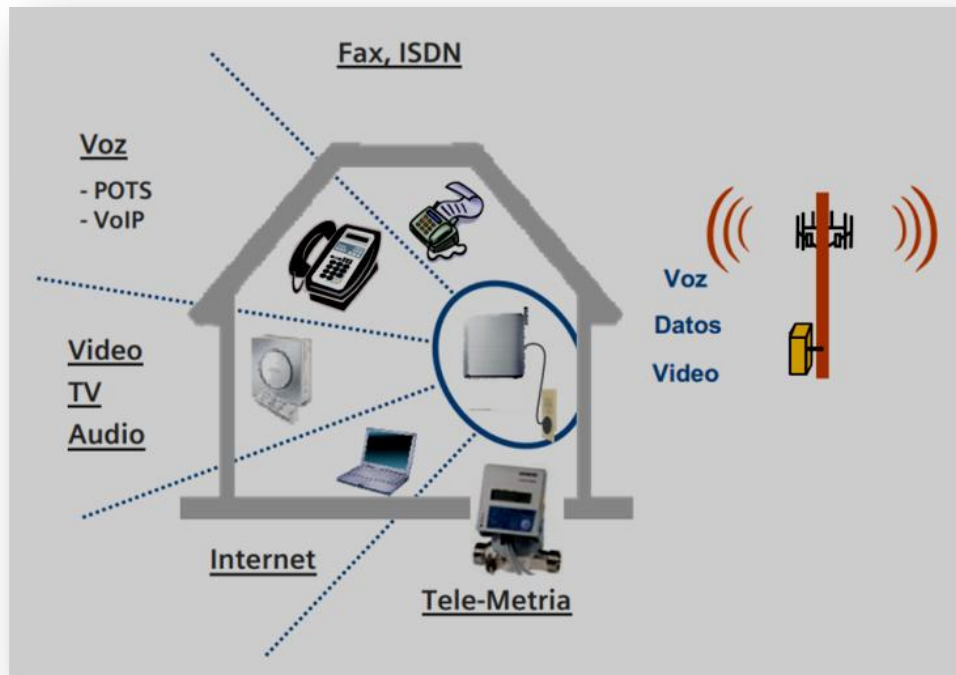 Fax, ISDN
Voz
- POTS
- VoIP
Video
TV
Audio
Internet
Tele-Metria
Voz
Datos
Video